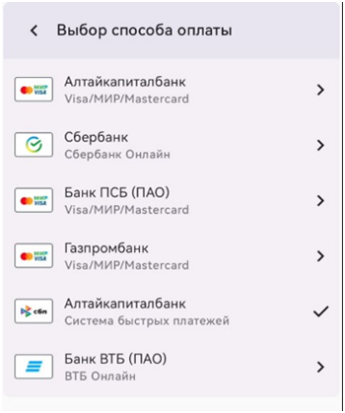 Выбор способа оплаты
Алтайкапиталбанк
Visa/МИР/Mastercard
Сбербанк
Сбербанк Онлайн
Банк ПСБ (ПАО)
Visa/МИР/Mastercard
Газпромбанк
Visa/МИР/Mastercard
сбп
Алтайкапиталбанк
Система быстрых платежей
Банк ВТБ (ПАО)
ВТБ Онлайн